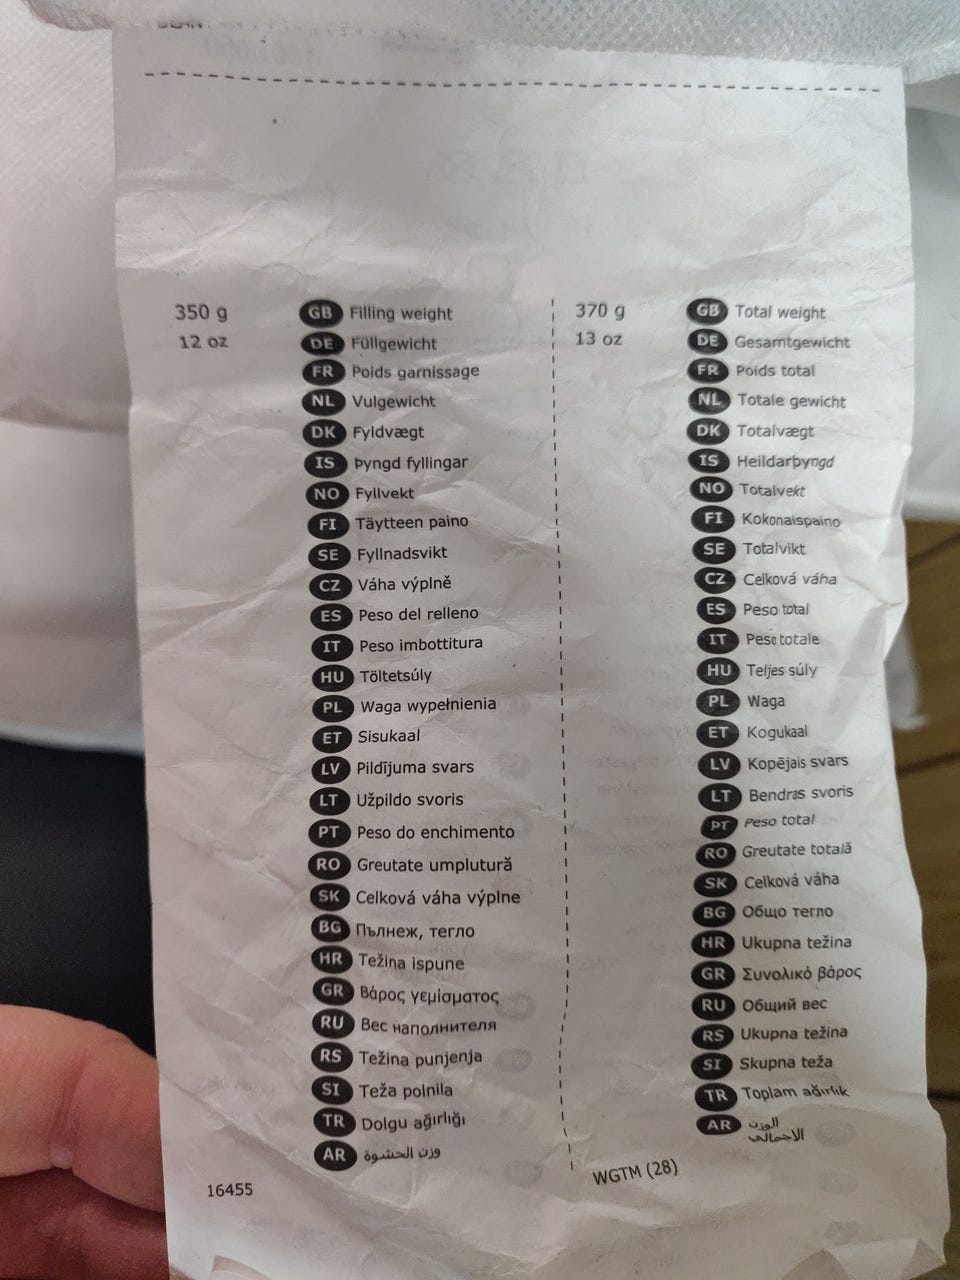 350 g
12 oz
GB Filling weight
DE Füllgewicht
FR Poids garnissage
NL Vulgewicht
DK Fyldvægt
IS Þyngd fyllingar
NO Fyllvekt
FI Täytteen paino
SE Fyllnadsvikt
CZ Váha výplně
ES Peso del relleno
IT Peso imbottitura
HU Töltetsúly
PL Waga wypełnienia
ET Sisukaal
LV Pildījuma svars
LT Užpildo svoris
PT Peso do enchimento
RO Greutate umplutură
SK Celková váha výplne
BG Пълнеж, тегло
HR Težina ispune
GR Βάρος γεμίσματος
RU Вес наполнителя
RS Težina punjenja
SI Teža polnila
TR Dolgu ağırlığı
AR وزن الحشوة
16455
370 g
13 oz
GB Total weight
DE Gesamtgewicht
FR Poids total
NL Totale gewicht
DK Totalvægt
IS Heildarþyngd
NO Totalvekt
FI Kokonaispaino
SE Totalvikt
CZ Celková váha
ES Peso total
IT Peso totale
HU Teljes súly
PL Waga
ET Kogukaal
LV Kopējais svars
LT Bendras svoris
PT Peso total
RO Greutate totală
SK Celková váha
BG Общо тегло
HR Ukupna težina
GR Συνολικό βάρος
RU Общий вес
RS Ukupna težina
SI Skupna teža
TR Toplam ağırlık
AR الوزن
الاجمالي
WGTM (28)